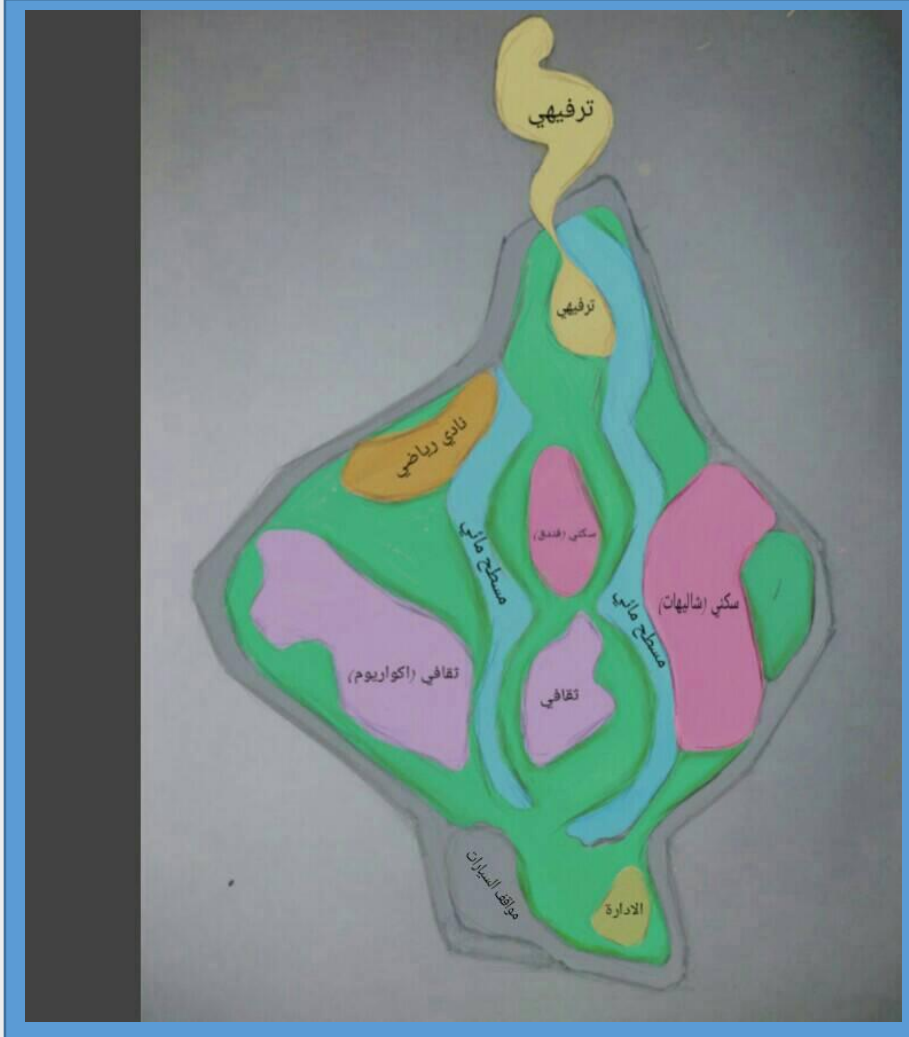 ترفيهي
ترفيهي
نادي رياضي
سكني (فندق)
مسطح مائي
سكني (شاليهات)
مسطح مائي
ثقافي (اكواريوم)
ثقافي
مواقف السيارات
الادارة